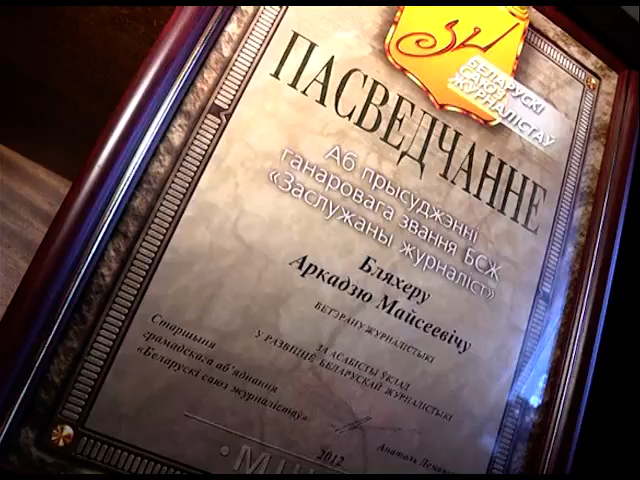 БЕЛАРУСКІ
САЮЗ
ЖУРНАЛІСТАЎ
ПАСВЕДЧАННЕ
Аб прысуджэнні
ганаровага звання БСЖ
«Заслужаны журналіст»
Бляхеру
Аркадзю Майсеевічу
ВЕТЭРАНУ ЖУРНАЛІСТЫКІ
ЗА АСАБІСТЫ ЎКЛАД
У РАЗВІЦЦЁ БЕЛАРУСКАЙ ЖУРНАЛІСТЫКІ
Старшыня
грамадскага аб'яднання
«Беларускі саюз журналістаў»
Анатоль
2012